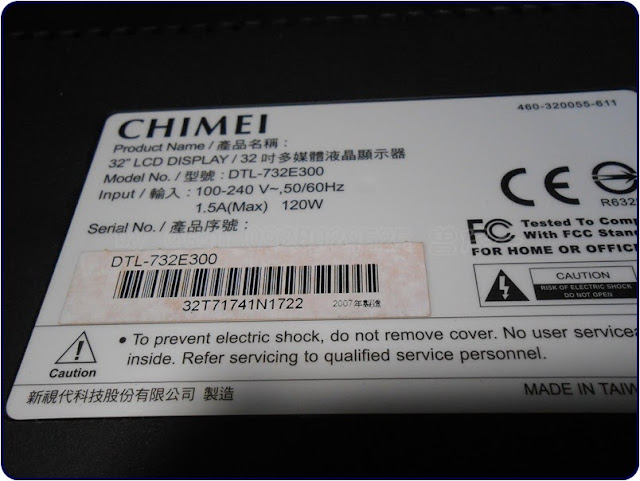 460-320055-611
CHIMEI
Product Name / 產品名稱 :
32" LCD DISPLAY / 32 吋多媒體液晶顯示器
Model No. / 型號 : DTL-732E300
Input / 輸入 : 100-240 V~,50/60Hz
1.5A(Max) 120W
Serial No. / 產品序號 :
CE
R632
FC Tested To Comp
With FCC Stand
FOR HOME OR OFFIC
DTL-732E300
32T71741N1722 2007年製造
CAUTION
RISK OF ELECTRIC SHOCK
DO NOT OPEN
Caution
• To prevent electric shock, do not remove cover. No user servicea
inside. Refer servicing to qualified service personnel.
新視代科技股份有限公司 製造
MADE IN TAIW